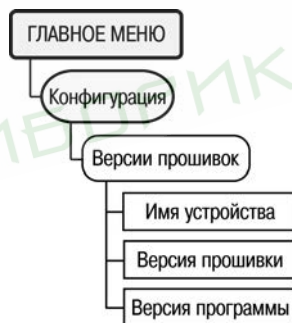 ГЛАВНОЕ МЕНЮ
Конфигурация
Версии прошивок
Имя устройства
Версия прошивки
Версия программы